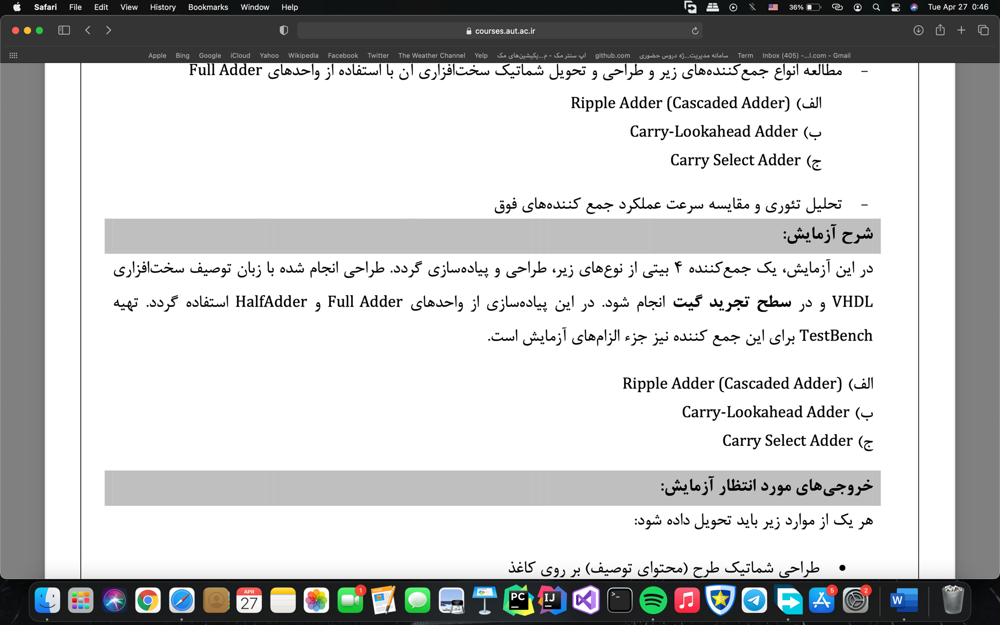 Safari File Edit View History Bookmarks Window Help 36% Tue Apr 27 0:46
courses.aut.ac.ir
Apple Bing Google iCloud Yahoo Wikipedia Facebook Twitter The Weather Channel Yelp اپ سنتر مک - م...یکیشین‌های مک github.com سامانه مدیریت...ژه دروس حضوری Term Inbox (405) -...l.com - Gmail
– مطالعه انواع جمع‌کننده‌های زیر و طراحی و تحویل شماتیک سخت‌افزاری آن با استفاده از واحدهای Full Adder
الف) Ripple Adder (Cascaded Adder)
ب) Carry-Lookahead Adder
ج) Carry Select Adder
– تحلیل تئوری و مقایسه سرعت عملکرد جمع کننده‌های فوق
شرح آزمایش:
در این آزمایش، یک جمع‌کننده ۴ بیتی از نوع‌های زیر، طراحی و پیاده‌سازی گردد. طراحی انجام شده با زبان توصیف سخت‌افزاری
VHDL و در سطح تجرید گیت انجام شود. در این پیاده‌سازی از واحدهای Full Adder و HalfAdder استفاده گردد. تهیه
TestBench برای این جمع کننده نیز جزء الزام‌های آزمایش است.
الف) Ripple Adder (Cascaded Adder)
ب) Carry-Lookahead Adder
ج) Carry Select Adder
خروجی‌های مورد انتظار آزمایش:
هر یک از موارد زیر باید تحویل داده شود:
• طراحی شماتیک طرح (محتوای توصیف) بر روی کاغذ
APR
27
1
PAGES
PC
IJ
>_
5
2
W